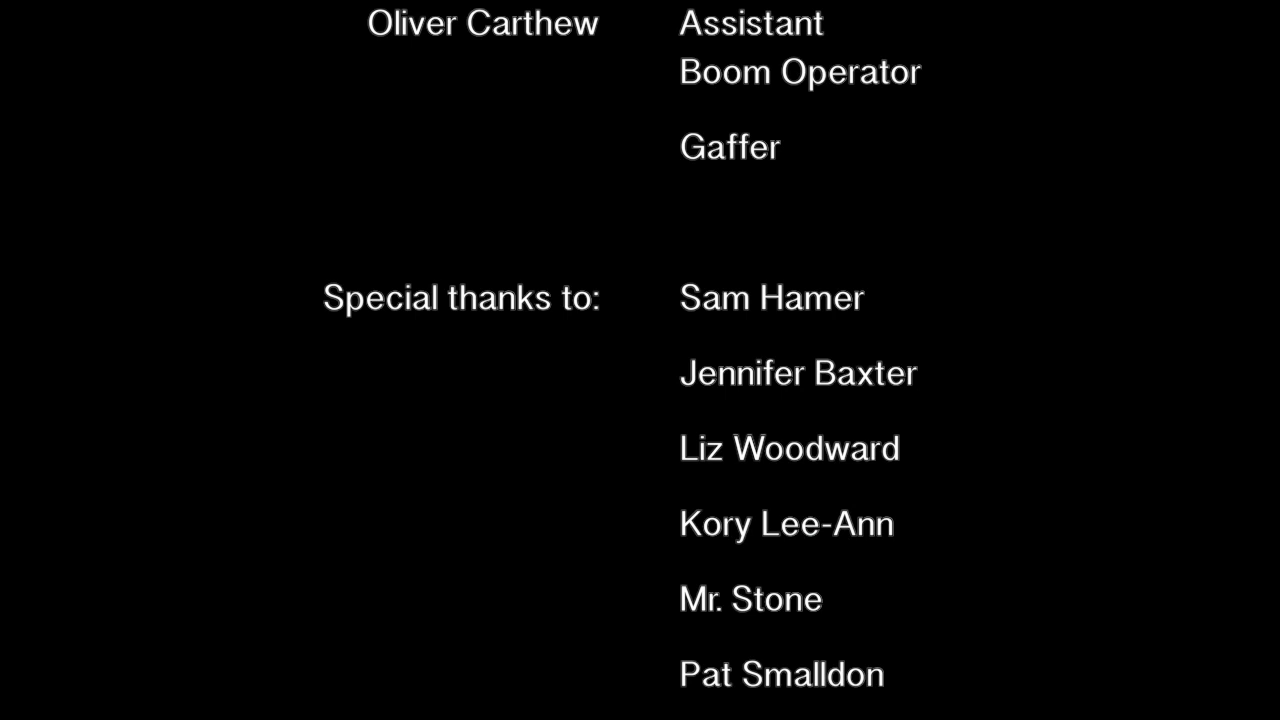 Oliver Carthew Assistant
Boom Operator
Gaffer
Special thanks to: Sam Hamer
Jennifer Baxter
Liz Woodward
Kory Lee-Ann
Mr. Stone
Pat Smalldon